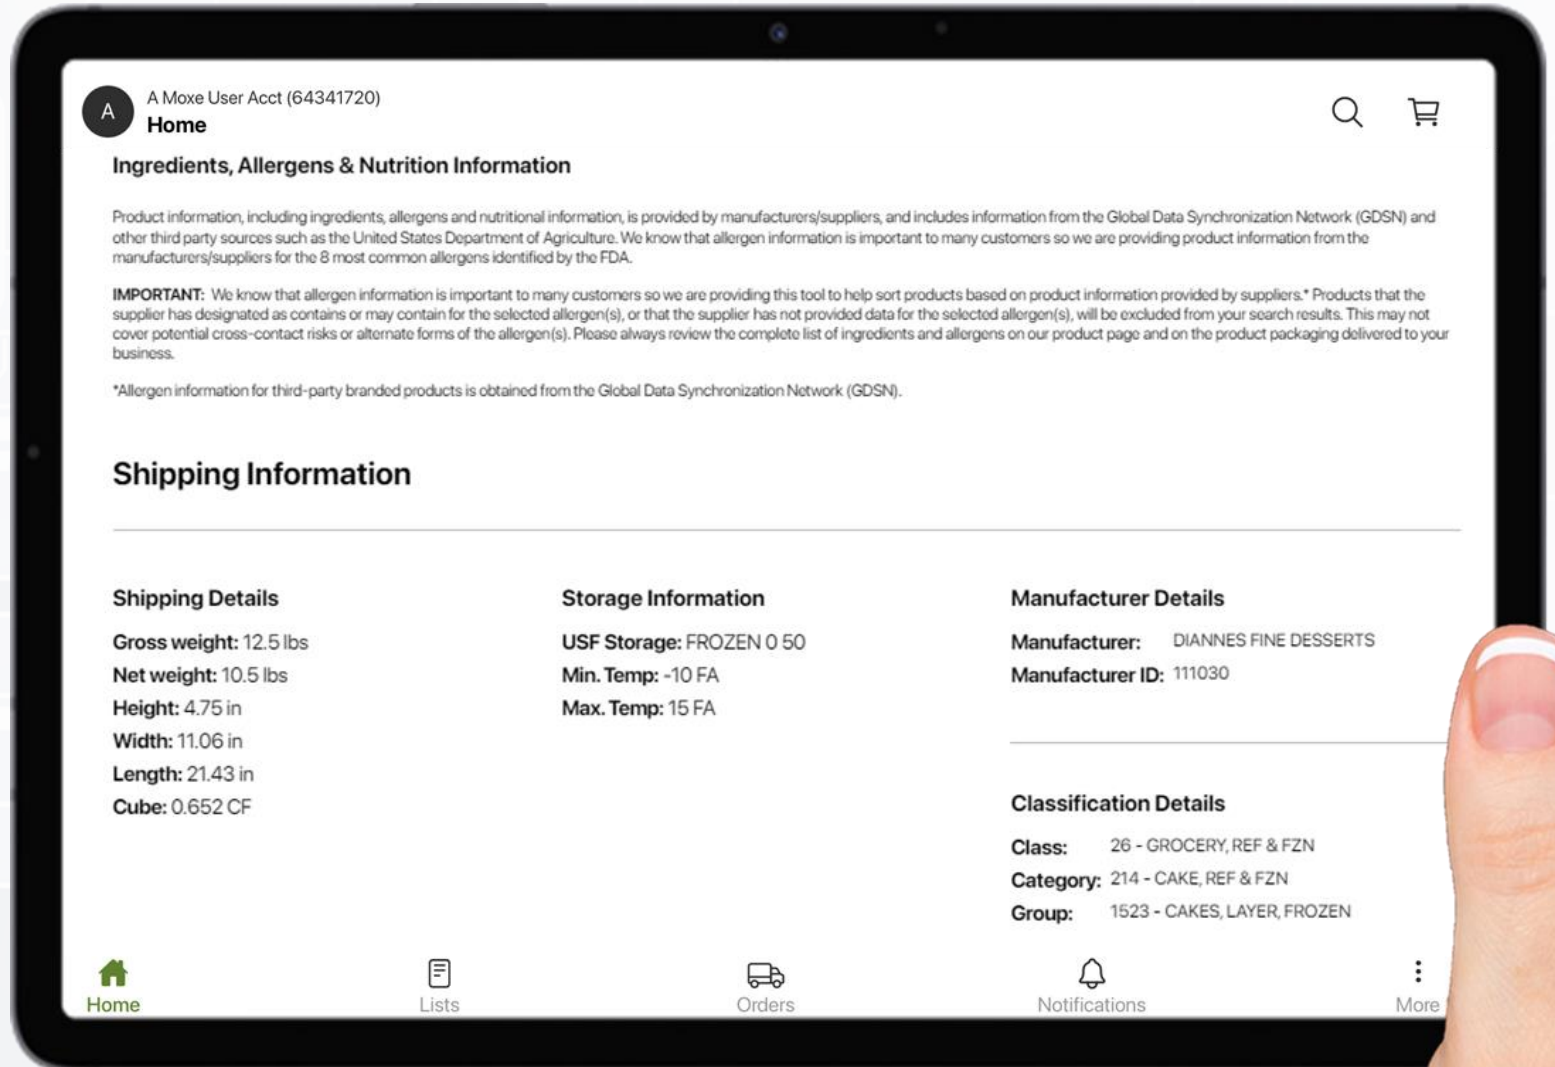 A
A Moxe User Acct (64341720)
Home
Ingredients, Allergens & Nutrition Information
Product information, including ingredients, allergens and nutritional information, is provided by manufacturers/suppliers, and includes information from the Global Data Synchronization Network (GDSN) and
other third party sources such as the United States Department of Agriculture. We know that allergen information is important to many customers so we are providing product information from the
manufacturers/suppliers for the 8 most common allergens identified by the FDA.
IMPORTANT: We know that allergen information is important to many customers so we are providing this tool to help sort products based on product information provided by suppliers.* Products that the
supplier has designated as contains or may contain for the selected allergen(s), or that the supplier has not provided data for the selected allergen(s), will be excluded from your search results. This may not
cover potential cross-contact risks or alternate forms of the allergen(s). Please always review the complete list of ingredients and allergens on our product page and on the product packaging delivered to your
business.
*Allergen information for third-party branded products is obtained from the Global Data Synchronization Network (GDSN).
Shipping Information
Shipping Details
Gross weight: 12.5 lbs
Net weight: 10.5 lbs
Height: 4.75 in
Width: 11.06 in
Length: 21.43 in
Cube: 0.652 CF
Storage Information
USF Storage: FROZEN 0 50
Min. Temp: -10 FA
Max. Temp: 15 FA
Manufacturer Details
Manufacturer: DIANNES FINE DESSERTS
Manufacturer ID: 111030
Classification Details
Class: 26 - GROCERY, REF & FZN
Category: 214 - CAKE, REF & FZN
Group: 1523 - CAKES, LAYER, FROZEN
Home
Lists
Orders
Notifications
More